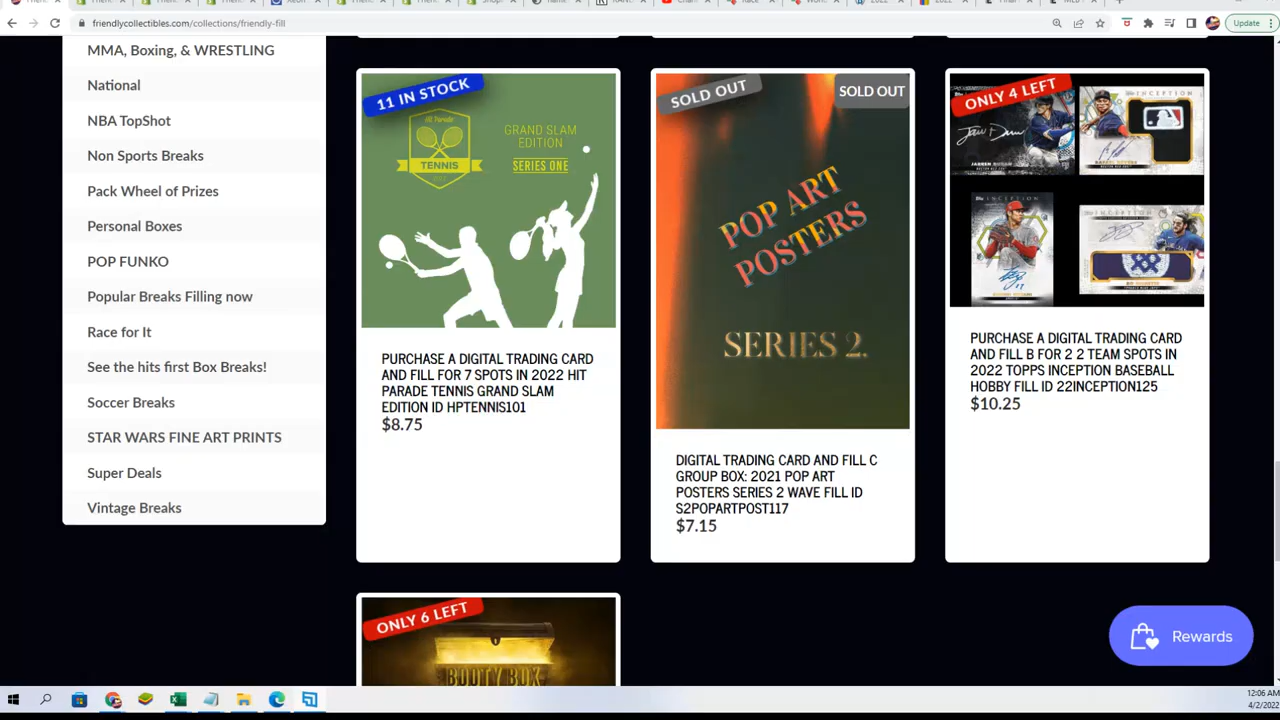 friendlycollectibles.com/collections/friendly-fill
Update
MMA, Boxing, & WRESTLING
National
NBA TopShot
Non Sports Breaks
Pack Wheel of Prizes
Personal Boxes
POP FUNKO
Popular Breaks Filling now
Race for It
See the hits first Box Breaks!
Soccer Breaks
STAR WARS FINE ART PRINTS
Super Deals
Vintage Breaks
11 IN STOCK
Hit Parade
TENNIS
GRAND SLAM
EDITION
SERIES ONE
PURCHASE A DIGITAL TRADING CARD
AND FILL FOR 7 SPOTS IN 2022 HIT
PARADE TENNIS GRAND SLAM
EDITION ID HPTENNIS101
$8.75
SOLD OUT
SOLD OUT
POP ART
POSTERS
SERIES 2.
DIGITAL TRADING CARD AND FILL C
GROUP BOX: 2021 POP ART
POSTERS SERIES 2 WAVE FILL ID
S2POPARTPOST117
$7.15
ONLY 4 LEFT
INCEPTION
PURCHASE A DIGITAL TRADING CARD
AND FILL B FOR 2 2 TEAM SPOTS IN
2022 TOPPS INCEPTION BASEBALL
HOBBY FILL ID 22INCEPTION125
$10.25
ONLY 6 LEFT
BOOTY BOX
Rewards
12:06 AM
4/2/2022